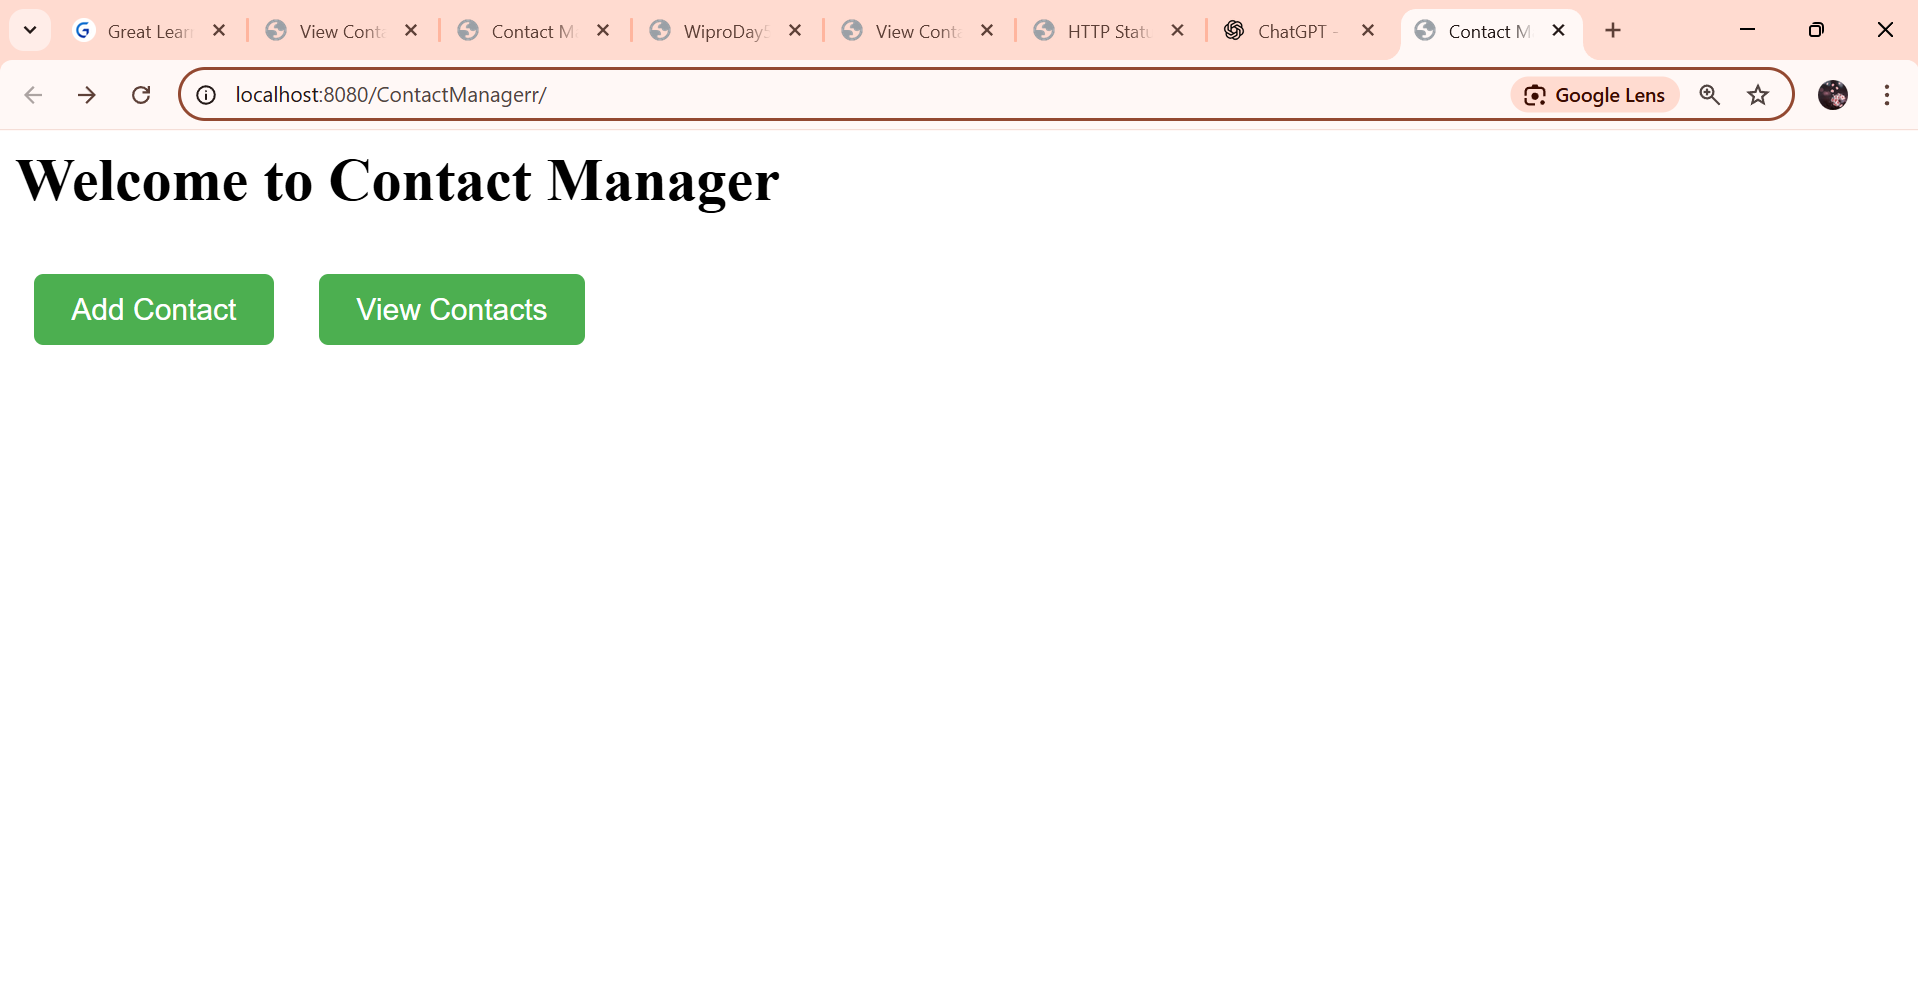 Great Lear
View Conta
Contact M
WiproDay5
View Conta
HTTP Statu
ChatGPT -
Contact M
localhost:8080/ContactManagerr/
Google Lens
Welcome to Contact Manager
Add Contact
View Contacts